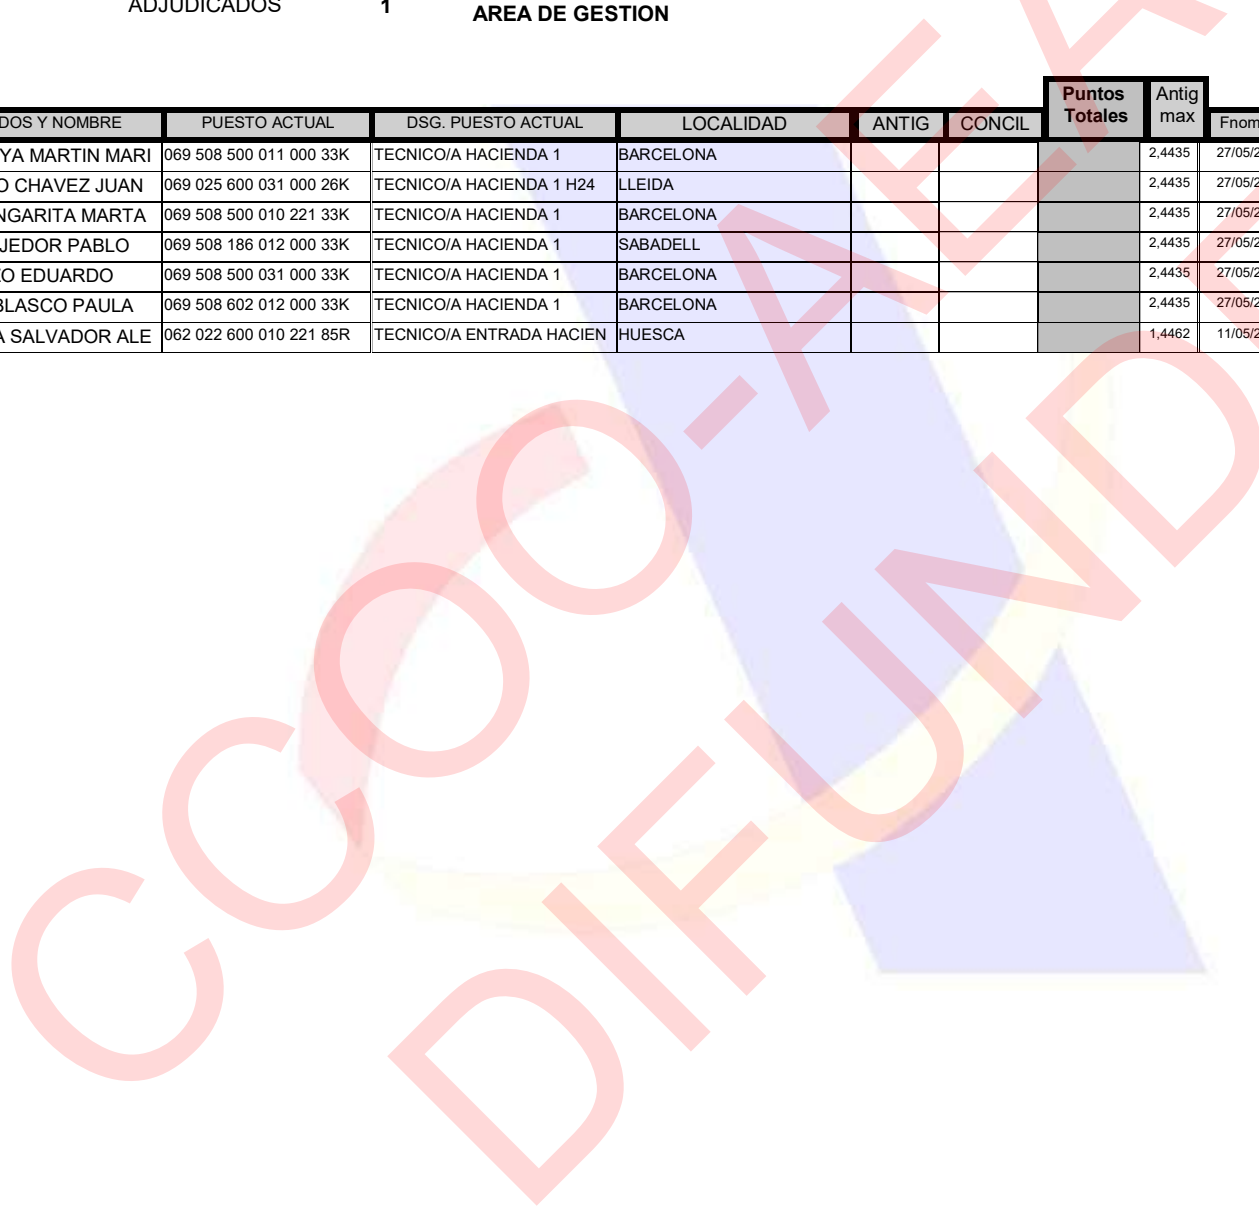 ADJUDICADOS 1 AREA DE GESTION
Puntos Totales Antig max
DOS Y NOMBRE PUESTO ACTUAL DSG. PUESTO ACTUAL LOCALIDAD ANTIG CONCIL Fnom
YA MARTIN MARI 069 508 500 011 000 33K TECNICO/A HACIENDA 1 BARCELONA 2,4435 27/05/2
O CHAVEZ JUAN 069 025 600 031 000 26K TECNICO/A HACIENDA 1 H24 LLEIDA 2,4435 27/05/2
NGARITA MARTA 069 508 500 010 221 33K TECNICO/A HACIENDA 1 BARCELONA 2,4435 27/05/2
JEDOR PABLO 069 508 186 012 000 33K TECNICO/A HACIENDA 1 SABADELL 2,4435 27/05/2
ZO EDUARDO 069 508 500 031 000 33K TECNICO/A HACIENDA 1 BARCELONA 2,4435 27/05/2
BLASCO PAULA 069 508 602 012 000 33K TECNICO/A HACIENDA 1 BARCELONA 2,4435 27/05/2
A SALVADOR ALE 062 022 600 010 221 85R TECNICO/A ENTRADA HACIEN HUESCA 1,4462 11/05/2
CCOO-AEA
DIFUND